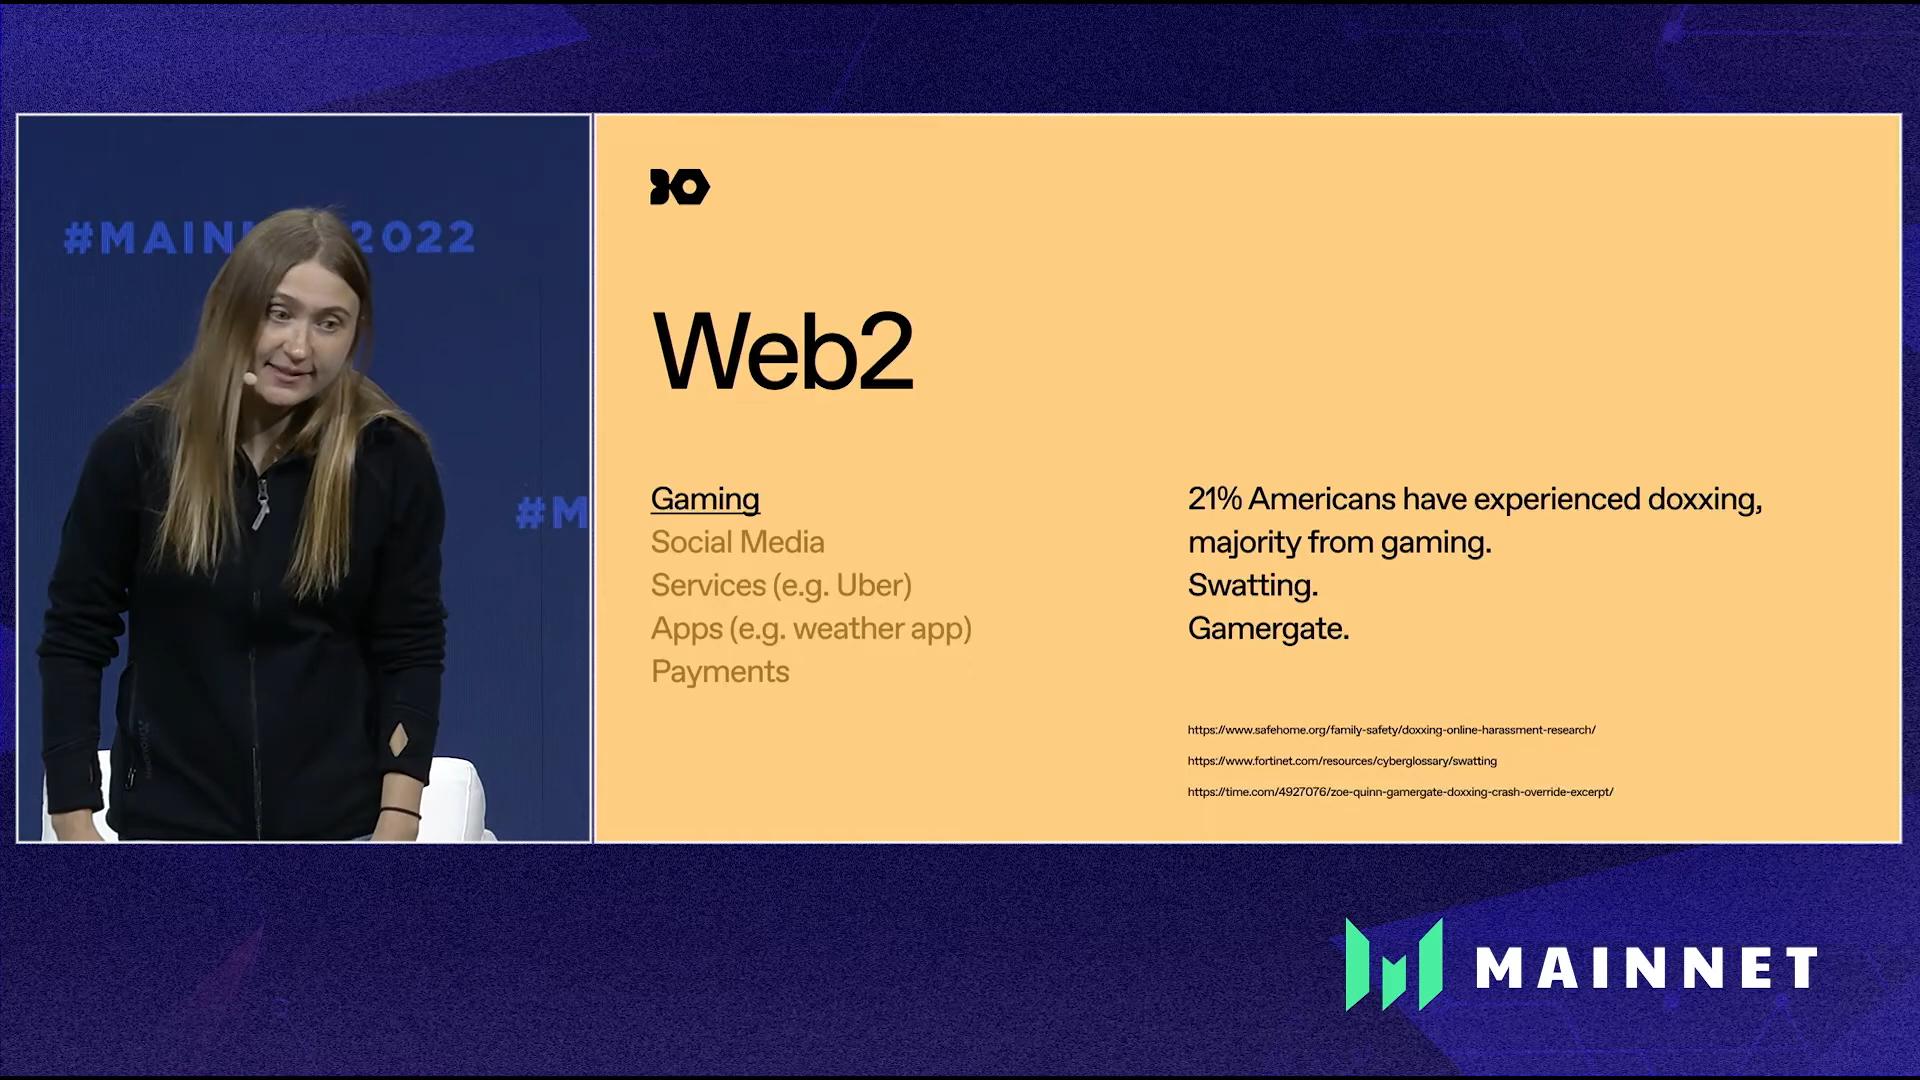 #MAIN 2022
#M
Web2
Gaming
Social Media
Services (e.g. Uber)
Apps (e.g. weather app)
Payments
21% Americans have experienced doxxing,
majority from gaming.
Swatting.
Gamergate.
https://www.safehome.org/family-safety/doxxing-online-harassment-research/
https://www.fortinet.com/resources/cyberglossary/swatting
https://time.com/4927076/zoe-quinn-gamergate-doxxing-crash-override-excerpt/
MAINNET